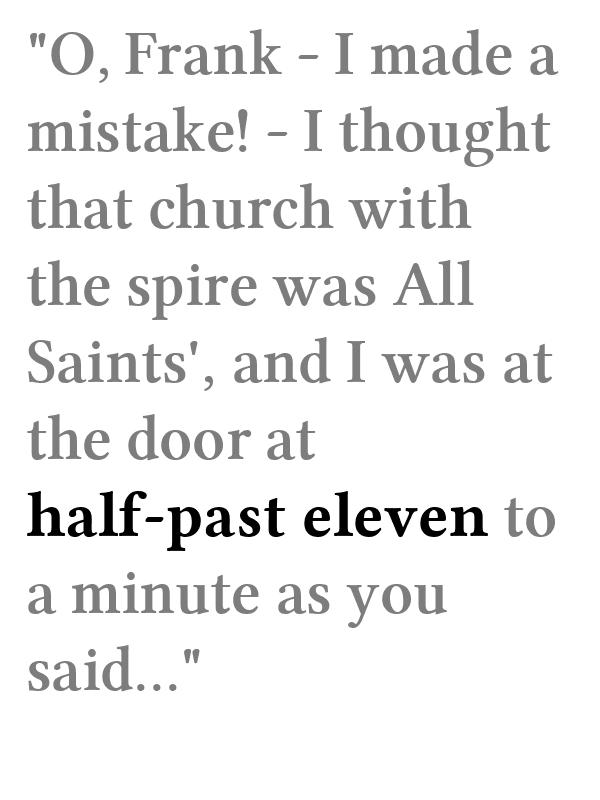 "O, Frank - I made a
mistake! - I thought
that church with
the spire was All
Saints', and I was at
the door at
half-past eleven to
a minute as you
said..."